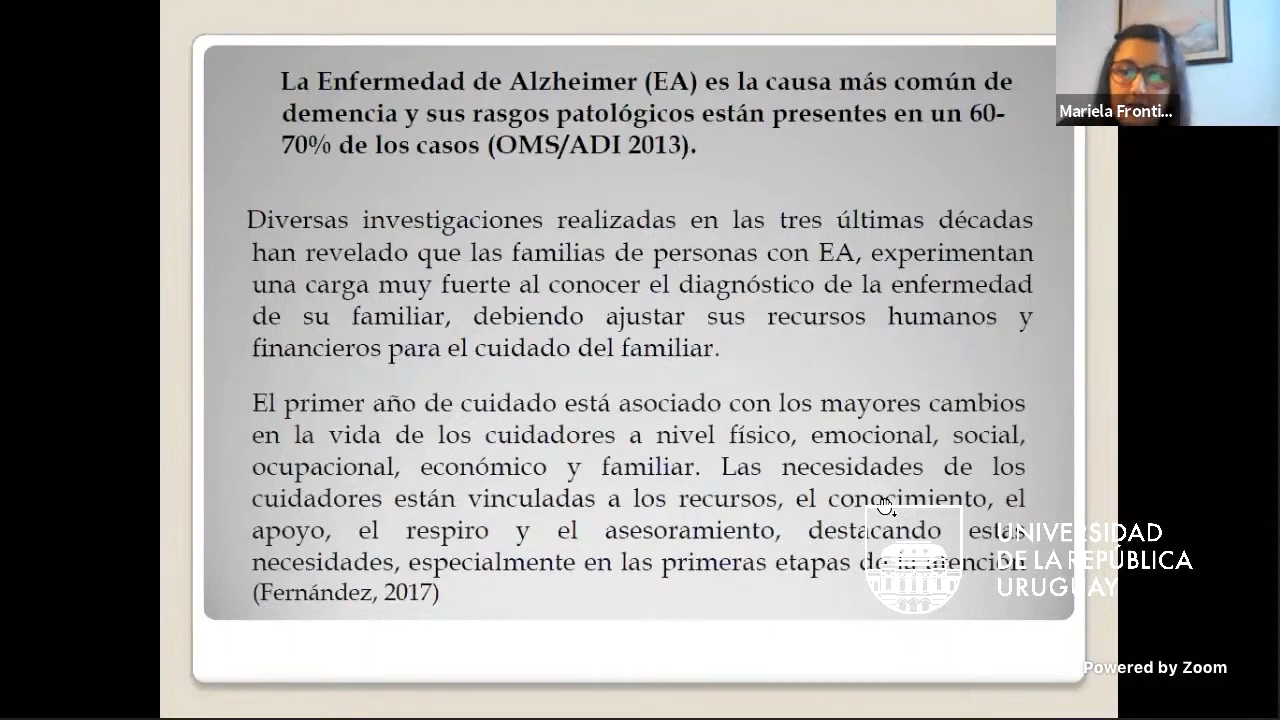 La Enfermedad de Alzheimer (EA) es la causa más común de
demencia y sus rasgos patológicos están presentes en un 60-
70% de los casos (OMS/ADI 2013).
Diversas investigaciones realizadas en las tres últimas décadas
han revelado que las familias de personas con EA, experimentan
una carga muy fuerte al conocer el diagnóstico de la enfermedad
de su familiar, debiendo ajustar sus recursos humanos y
financieros para el cuidado del familiar.
El primer año de cuidado está asociado con los mayores cambios
en la vida de los cuidadores a nivel físico, emocional, social,
ocupacional, económico y familiar. Las necesidades de los
cuidadores están vinculadas a los recursos, el conocimiento, el
apoyo, el respiro y el asesoramiento, destacando estas
necesidades, especialmente en las primeras etapas de la atención
(Fernández, 2017)
Mariela Fronti...
UNIVERSIDAD
DE LA REPÚBLICA
URUGUAY
Powered by Zoom